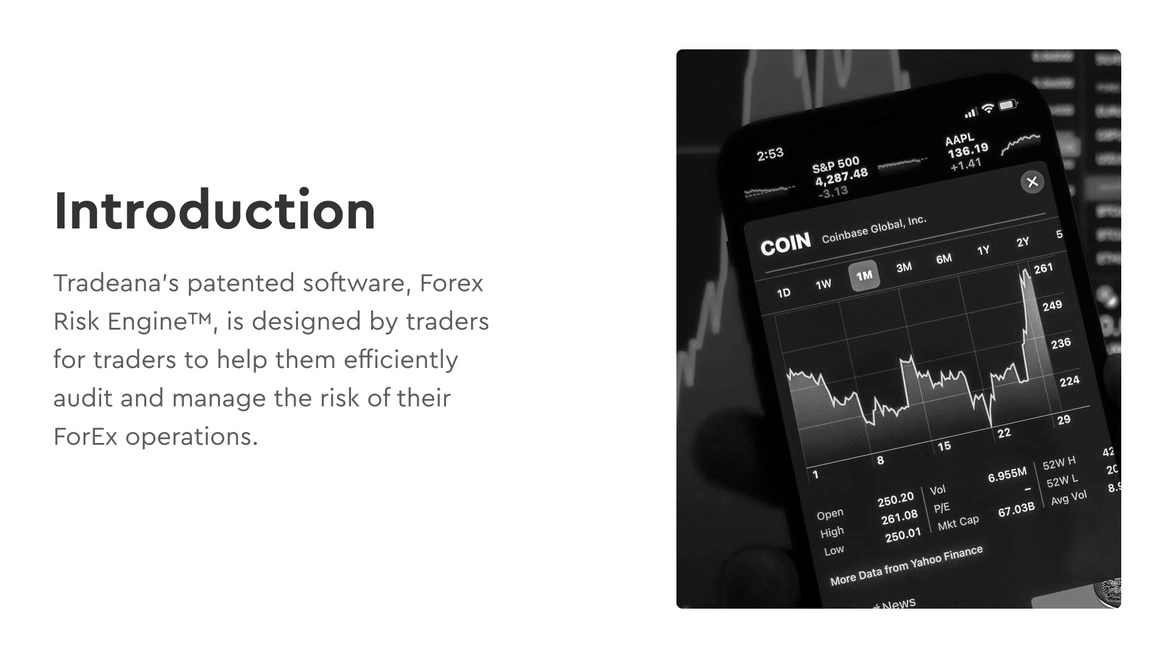 Introduction
Tradeana's patented software, Forex
Risk Engine™, is designed by traders
for traders to help them efficiently
audit and manage the risk of their
ForEx operations.
2:53
S&P 500
4,287.48
-3.13
AAPL
136.19
+1.41
COIN Coinbase Global, Inc.
1D 1W 1M 3M 6M 1Y 2Y 5
261
249
236
224
1 8 15 22 29
Open 250.20
High 261.08
Low 250.01
Vol 6.955M
P/E –
Mkt Cap 67.03B
52W H 42
52W L 20
Avg Vol 8.9
More Data from Yahoo Finance
News